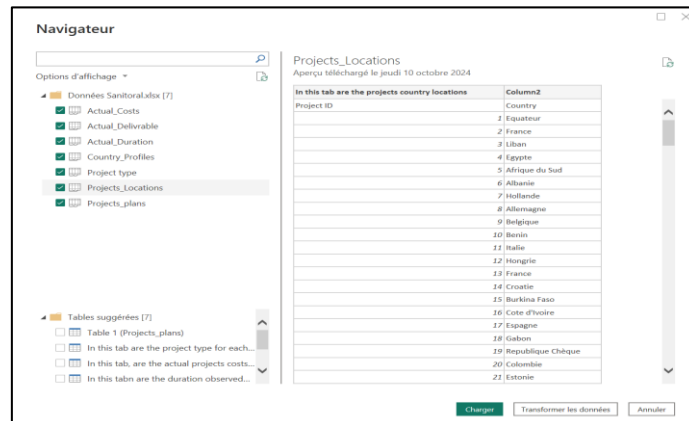 Navigateur
Options d'affichage
Données Sanitoral.xlsx [7]
Actual_Costs
Actual_Delivrable
Actual_Duration
Country_Profiles
Project type
Projects_Locations
Projects_plans
Tables suggérées [7]
Table 1 (Projects_plans)
In this tab are the project type for each...
In this tab, are the actual projects costs...
In this tabn are the duration observed...
Projects_Locations
Aperçu téléchargé le jeudi 10 octobre 2024
In this tab are the projects country locations Column2
Project ID Country
1 Equateur
2 France
3 Liban
4 Egypte
5 Afrique du Sud
6 Albanie
7 Hollande
8 Allemagne
9 Belgique
10 Benin
11 Italie
12 Hongrie
13 France
14 Croatie
15 Burkina Faso
16 Cote d'Ivoire
17 Espagne
18 Gabon
19 Republique Chèque
20 Colombie
21 Estonie
Charger Transformer les données Annuler